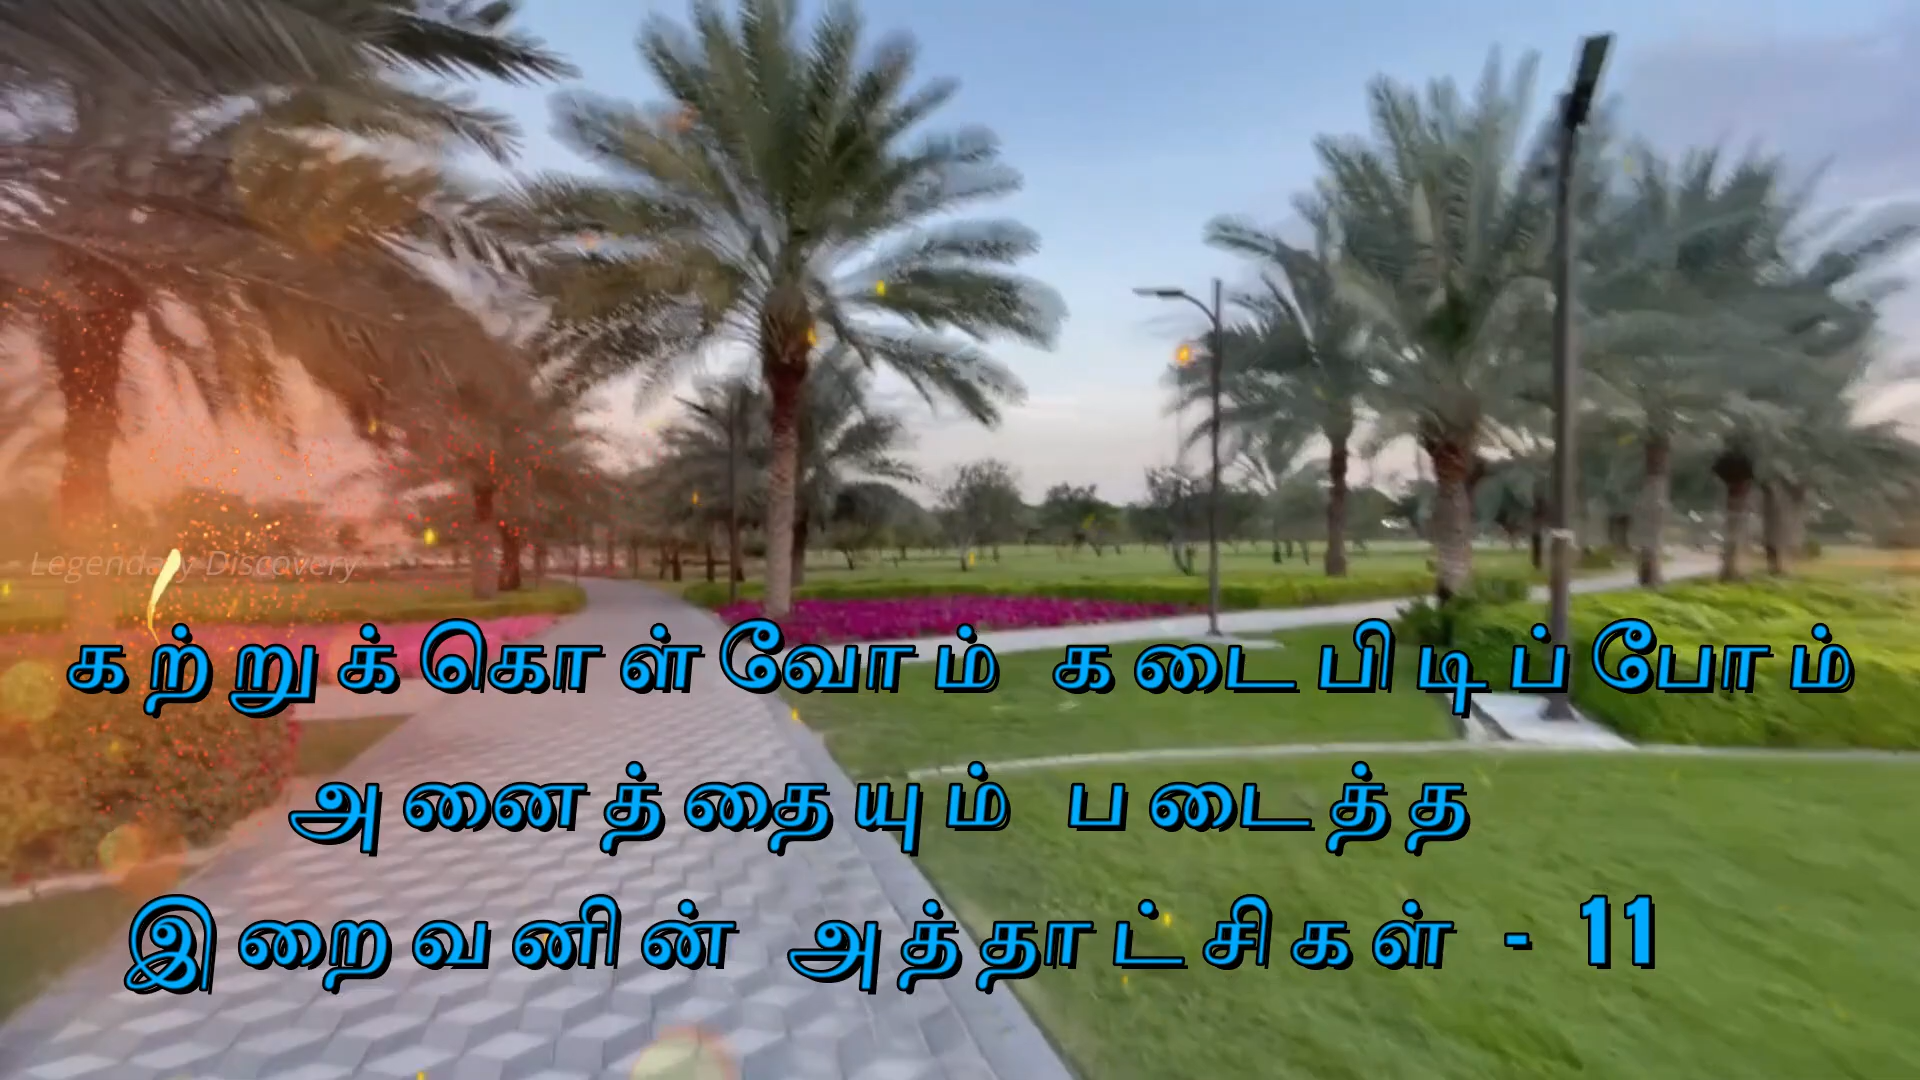 Legendary Discovery
கற்றுக்கொள்வோம் கடைபிடிப்போம்
அனைத்தையும் படைத்த
இறைவனின் அத்தாட்சிகள் - 11